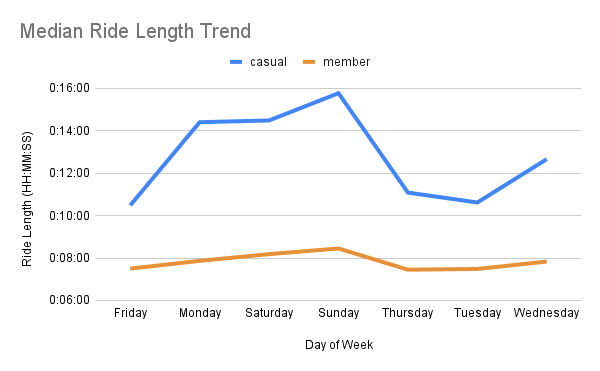 Median Ride Length Trend
casual member
0:16:00
0:14:00
0:12:00
0:10:00
0:08:00
0:06:00
Ride Length (HH:MM:SS)
Friday Monday Saturday Sunday Thursday Tuesday Wednesday
Day of Week